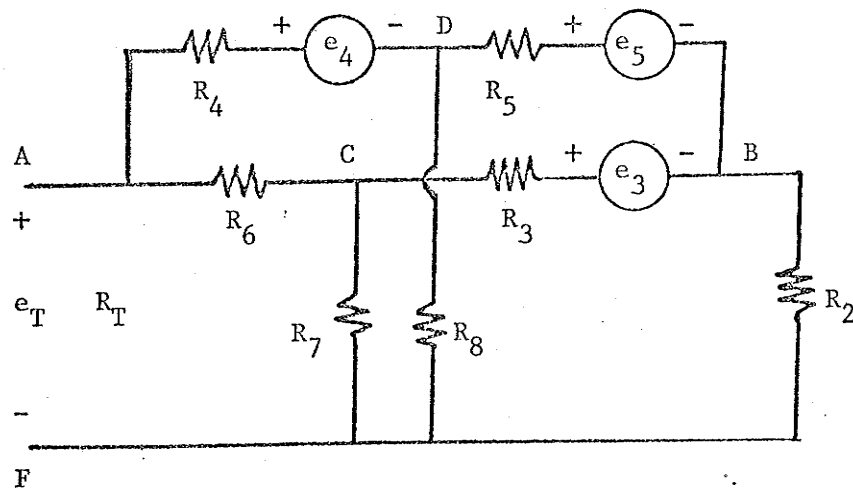 + e4 - D + e5 -
R4 R5
A C + e3 - B
+ R6 R3
eT RT R7 R8 R2
-
F